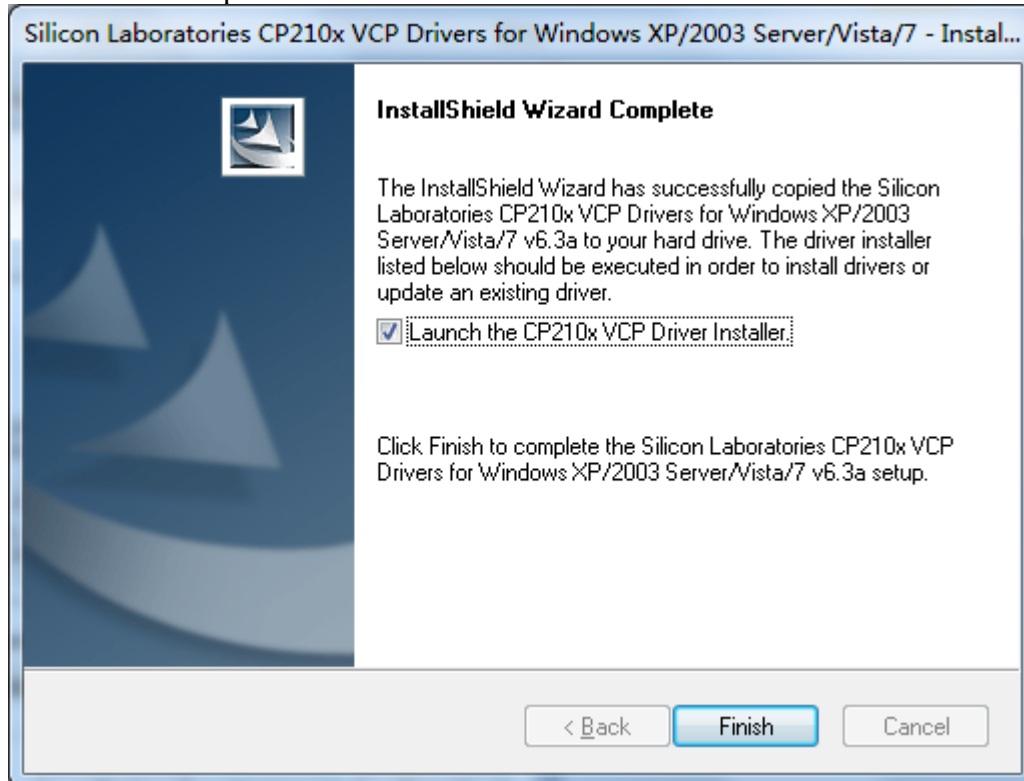 Silicon Laboratories CP210x VCP Drivers for Windows XP/2003 Server/Vista/7 - Instal...
InstallShield Wizard Complete
The InstallShield Wizard has successfully copied the Silicon
Laboratories CP210x VCP Drivers for Windows XP/2003
Server/Vista/7 v6.3a to your hard drive. The driver installer
listed below should be executed in order to install drivers or
update an existing driver.
Launch the CP210x VCP Driver Installer.
Click Finish to complete the Silicon Laboratories CP210x VCP
Drivers for Windows XP/2003 Server/Vista/7 v6.3a setup.
< Back
Finish
Cancel